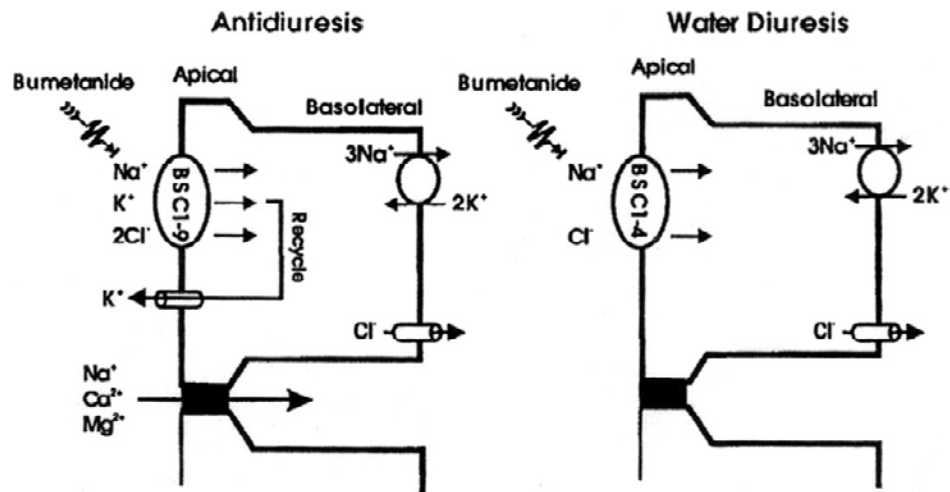 Antidiuresis
Bumetanide
Apical
Basolateral
Na⁺
K⁺
2Cl⁻
BSC1-9
Recycle
K⁺
3Na⁺
2K⁺
Cl⁻
Na⁺
Ca²⁺
Mg²⁺
Water Diuresis
Bumetanide
Apical
Basolateral
Na⁺
Cl⁻
BSC1-4
3Na⁺
2K⁺
Cl⁻